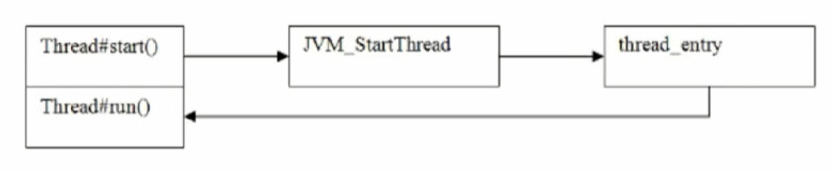 Thread#start()
JVM_StartThread
thread_entry
Thread#run()